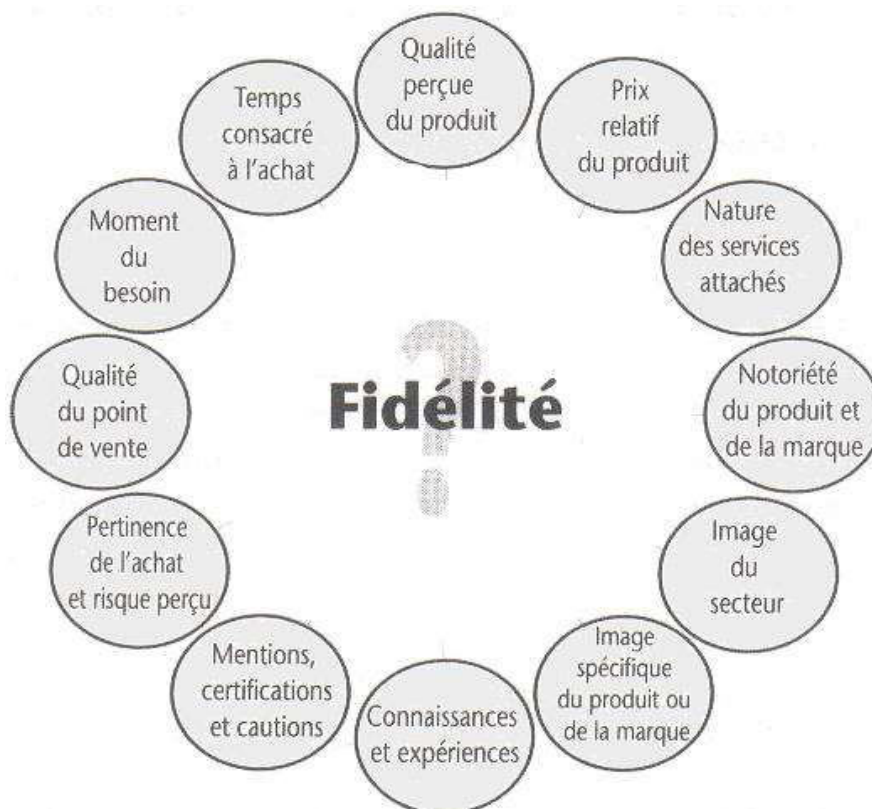 Qualité
perçue
du produit
Prix
relatif
du produit
Nature
des services
attachés
Notoriété
du produit et
de la marque
Image
du
secteur
Image
spécifique
du produit ou
de la marque
Connaissances
et expériences
Mentions,
certifications
et cautions
Pertinence
de l'achat
et risque perçu
Qualité
du point
de vente
Moment
du
besoin
Temps
consacré
à l'achat
?
Fidélité